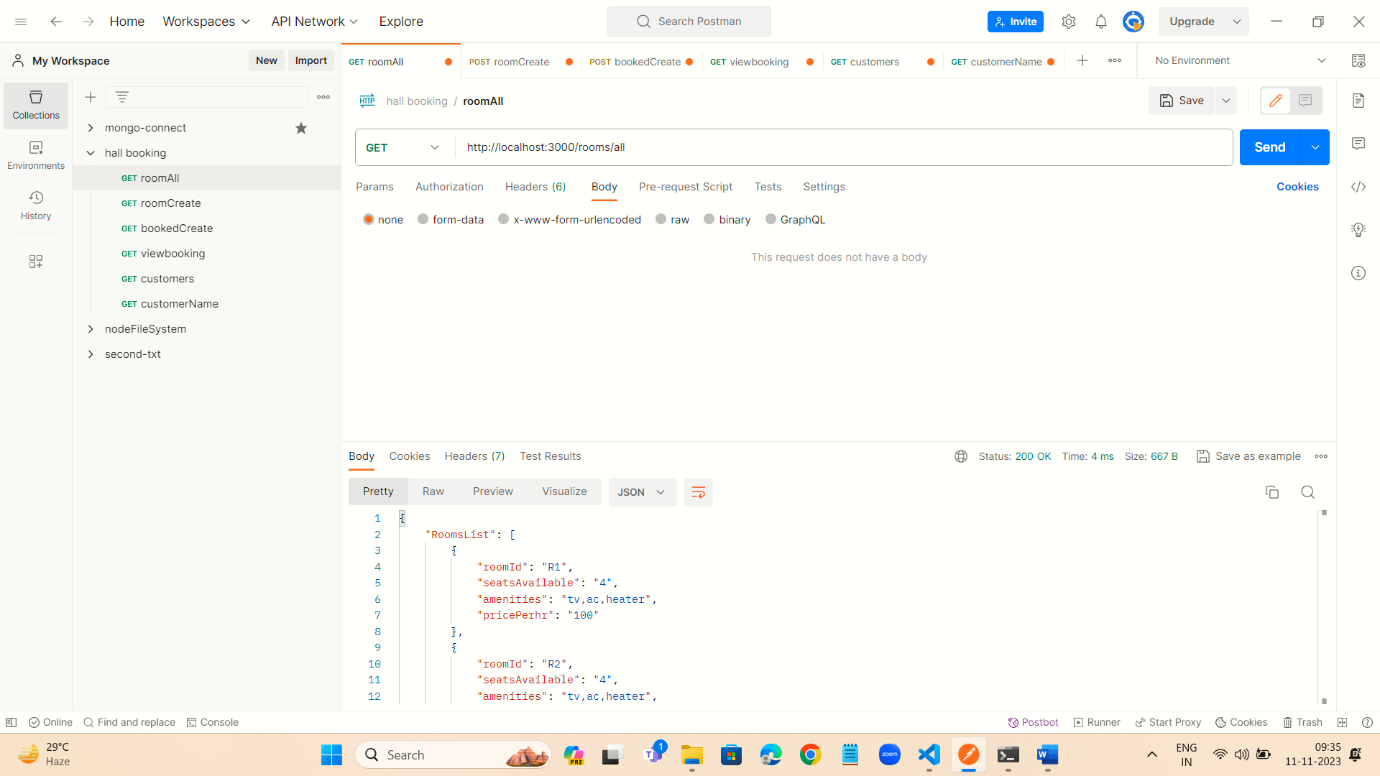 Home Workspaces API Network Explore Search Postman Invite Upgrade
My Workspace New Import GET roomAll POST roomCreate POST bookedCreate GET viewbooking GET customers GET customerName No Environment
Collections
Environments
History
mongo-connect
hall booking
GET roomAll
GET roomCreate
GET bookedCreate
GET viewbooking
GET customers
GET customerName
nodeFileSystem
second-txt
HTTP hall booking / roomAll Save
GET http://localhost:3000/rooms/all Send
Params Authorization Headers (6) Body Pre-request Script Tests Settings Cookies
none form-data x-www-form-urlencoded raw binary GraphQL
This request does not have a body
Body Cookies Headers (7) Test Results Status: 200 OK Time: 4 ms Size: 667 B Save as example
Pretty Raw Preview Visualize JSON
1 {
2 "RoomsList": [
3 {
4 "roomId": "R1",
5 "seatsAvailable": "4",
6 "amenities": "tv,ac,heater",
7 "pricePerhr": "100"
8 },
9 {
10 "roomId": "R2",
11 "seatsAvailable": "4",
12 "amenities": "tv,ac,heater",
Online Find and replace Console Postbot Runner Start Proxy Cookies Trash
29°C
Haze
Search
PRE
1
zoom
ENG
IN
09:35
11-11-2023